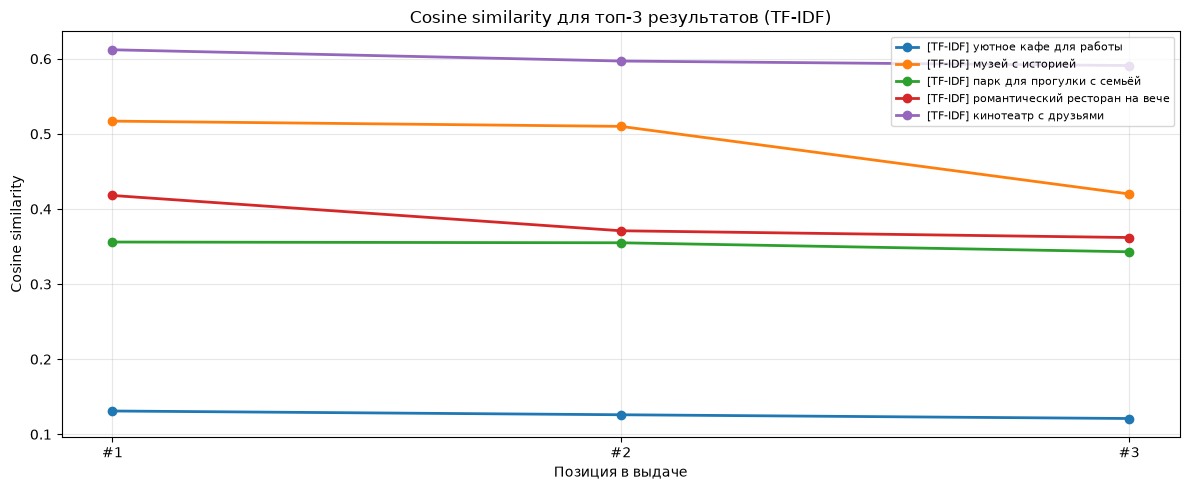 Cosine similarity для топ-3 результатов (TF-IDF)
[TF-IDF] уютное кафе для работы
[TF-IDF] музей с историей
[TF-IDF] парк для прогулки с семьёй
[TF-IDF] романтический ресторан на вече
[TF-IDF] кинотеатр с друзьями
Cosine similarity
0.6
0.5
0.4
0.3
0.2
0.1
#1
#2
#3
Позиция в выдаче